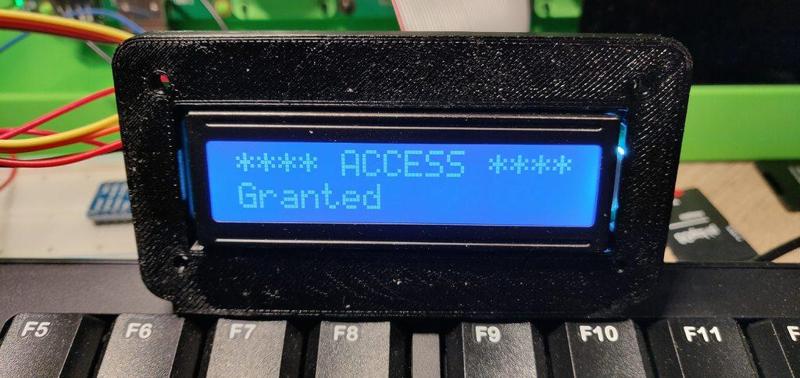 **** ACCESS ****
Granted
F5 F6 F7 F8 F9 F10 F11